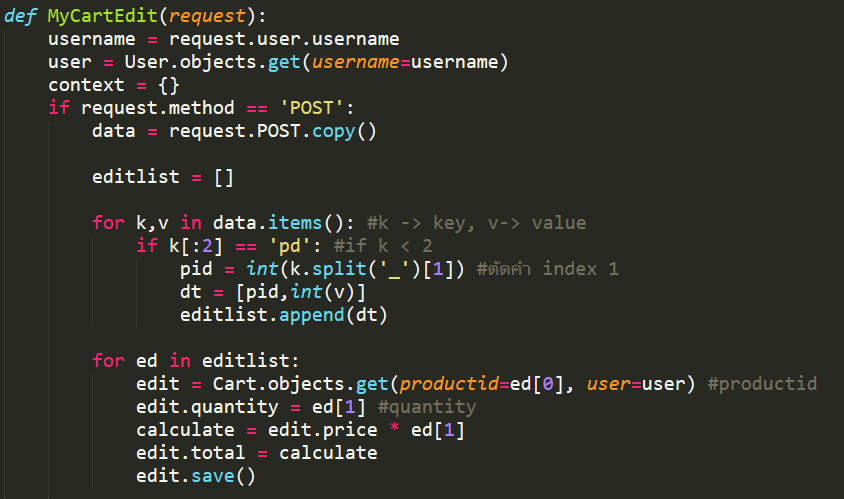 def MyCartEdit(request):
    username = request.user.username
    user = User.objects.get(username=username)
    context = {}
    if request.method == 'POST':
        data = request.POST.copy()

        editlist = []

        for k,v in data.items(): #k -> key, v-> value
            if k[:2] == 'pd': #if k < 2
                pid = int(k.split('_')[1]) #ตัดคำ index 1
                dt = [pid,int(v)]
                editlist.append(dt)

        for ed in editlist:
            edit = Cart.objects.get(productid=ed[0], user=user) #productid
            edit.quantity = ed[1] #quantity
            calculate = edit.price * ed[1]
            edit.total = calculate
            edit.save()